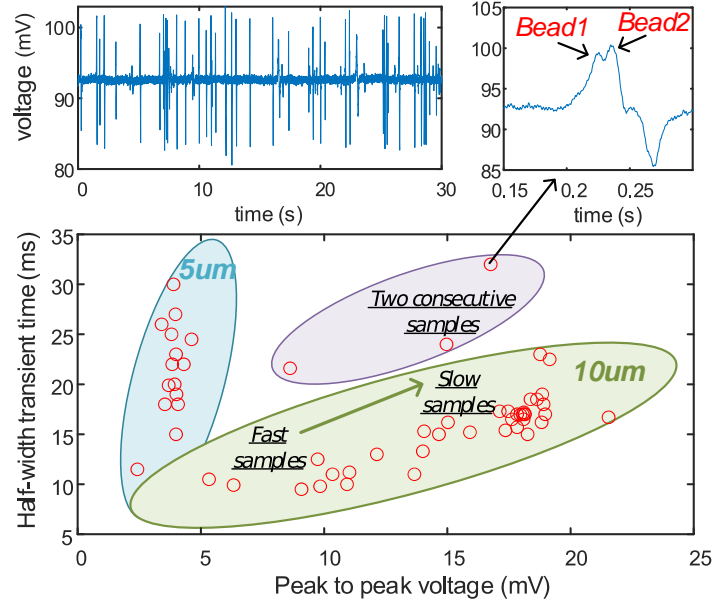 voltage (mV)
100
90
80
0
10
20
30
time (s)
Bead1
Bead2
105
100
95
90
85
0.15
0.2
0.25
time (s)
Half-width transient time (ms)
35
30
25
20
15
10
5
5um
Two consecutive
samples
Slow
samples
10um
Fast
samples
0
5
10
15
20
25
Peak to peak voltage (mV)